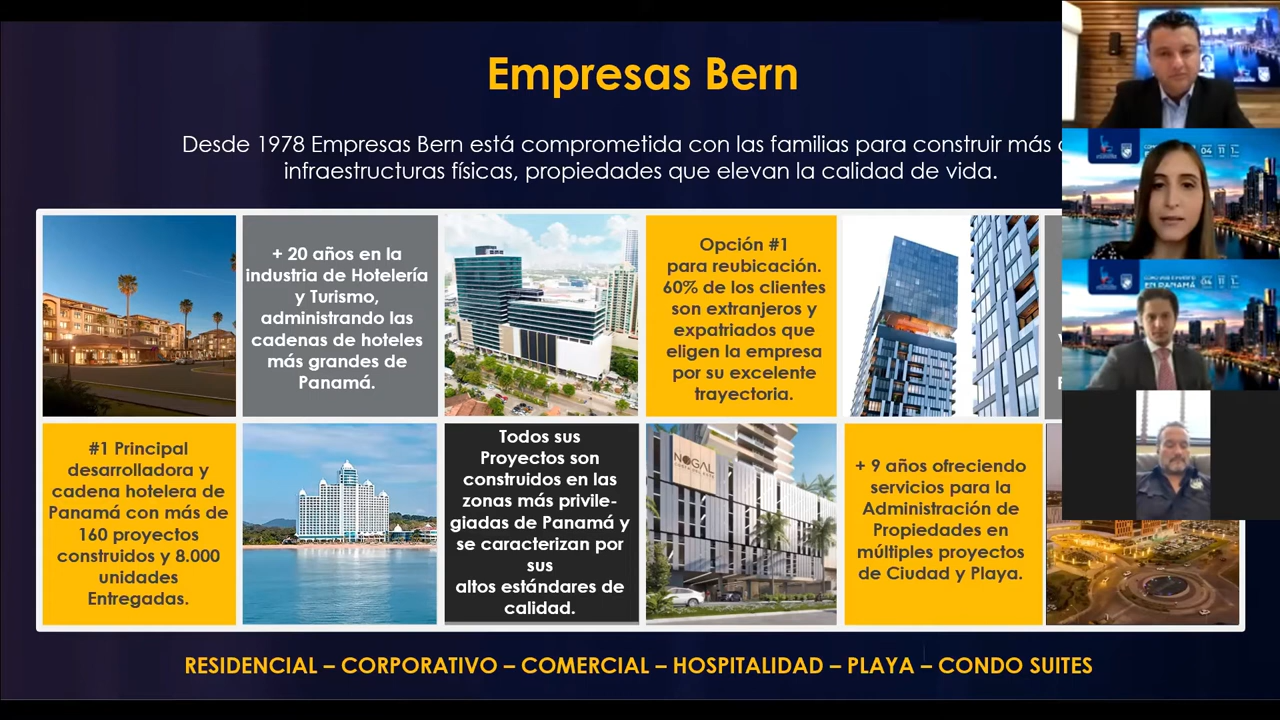 Empresas Bern
Desde 1978 Empresas Bern está comprometida con las familias para construir más
infraestructuras físicas, propiedades que elevan la calidad de vida.
+ 20 años en la
industria de Hotelería
y Turismo,
administrando las
cadenas de hoteles
más grandes de
Panamá.
Opción #1
para reubicación.
60% de los clientes
son extranjeros y
expatriados que
eligen la empresa
por su excelente
trayectoria.
#1 Principal
desarrolladora y
cadena hotelera de
Panamá con más de
160 proyectos
construidos y 8.000
unidades
Entregadas.
Todos sus
Proyectos son
construidos en las
zonas más privile-
giadas de Panamá y
se caracterizan por
sus
altos estándares de
calidad.
NOGAL
+ 9 años ofreciendo
servicios para la
Administración de
Propiedades en
múltiples proyectos
de Ciudad y Playa.
RESIDENCIAL – CORPORATIVO – COMERCIAL – HOSPITALIDAD – PLAYA – CONDO SUITES
04 11
EN PANAMÁ
04 11